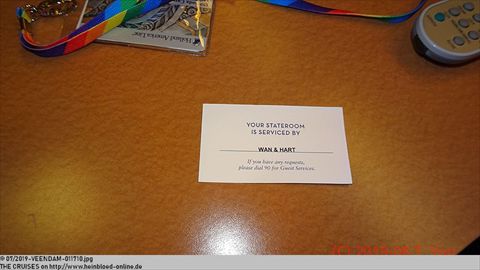 Holland America Line
YOUR STATEROOM
IS SERVICED BY
WAN & HART
If you have any requests,
please dial 90 for Guest Services.
© 07/2019-VEENDAM-011710.jpg
THE CRUISES on http://www.heinbloed-online.de